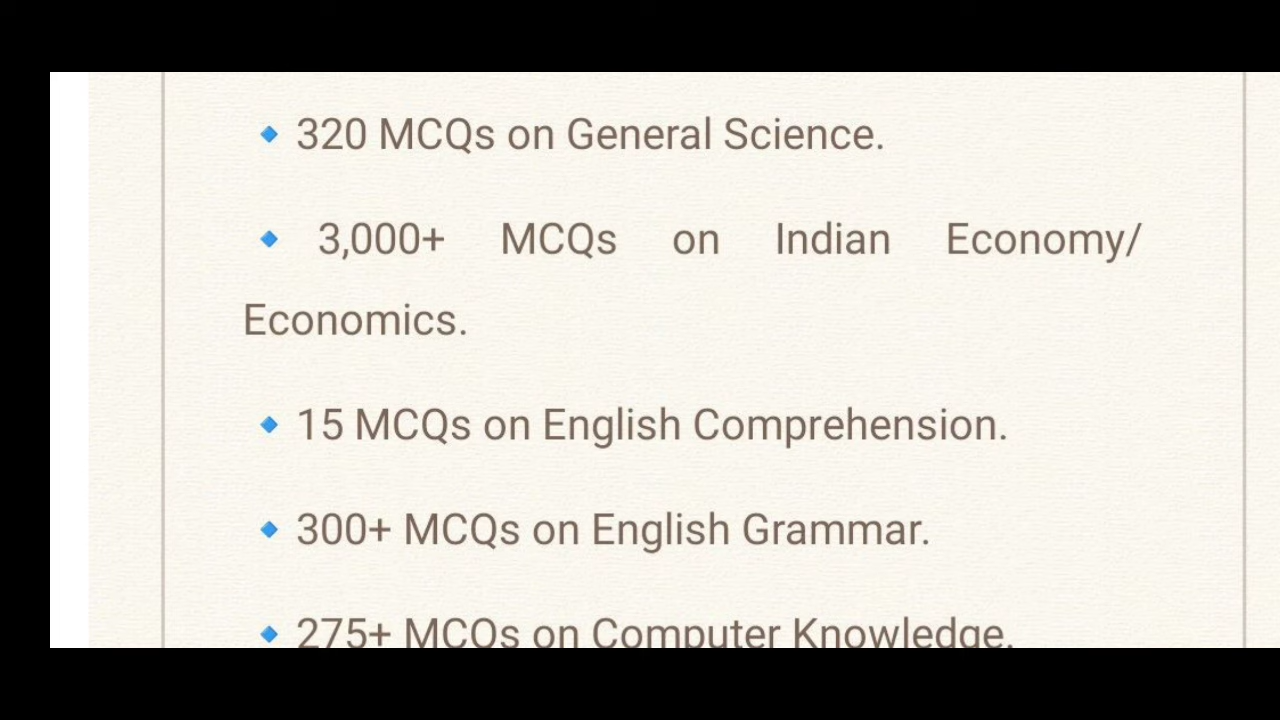 🔹 320 MCQs on General Science.
🔹 3,000+ MCQs on Indian Economy/
Economics.
🔹 15 MCQs on English Comprehension.
🔹 300+ MCQs on English Grammar.
🔹 275+ MCQs on Computer Knowledge.